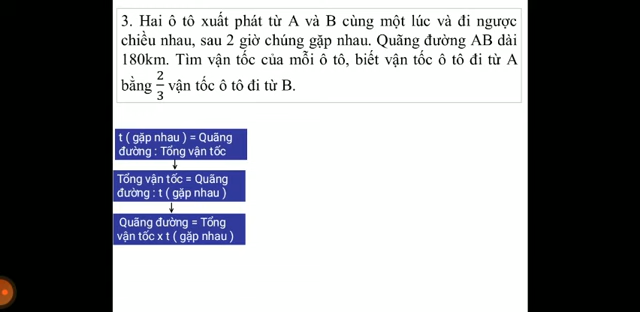 3. Hai ô tô xuất phát từ A và B cùng một lúc và đi ngược
chiều nhau, sau 2 giờ chúng gặp nhau. Quãng đường AB dài
180km. Tìm vận tốc của mỗi ô tô, biết vận tốc ô tô đi từ A
bằng 2/3 vận tốc ô tô đi từ B.
t ( gặp nhau ) = Quãng
đường : Tổng vận tốc
Tổng vận tốc = Quãng
đường : t ( gặp nhau )
Quãng đường = Tổng
vận tốc x t ( gặp nhau )